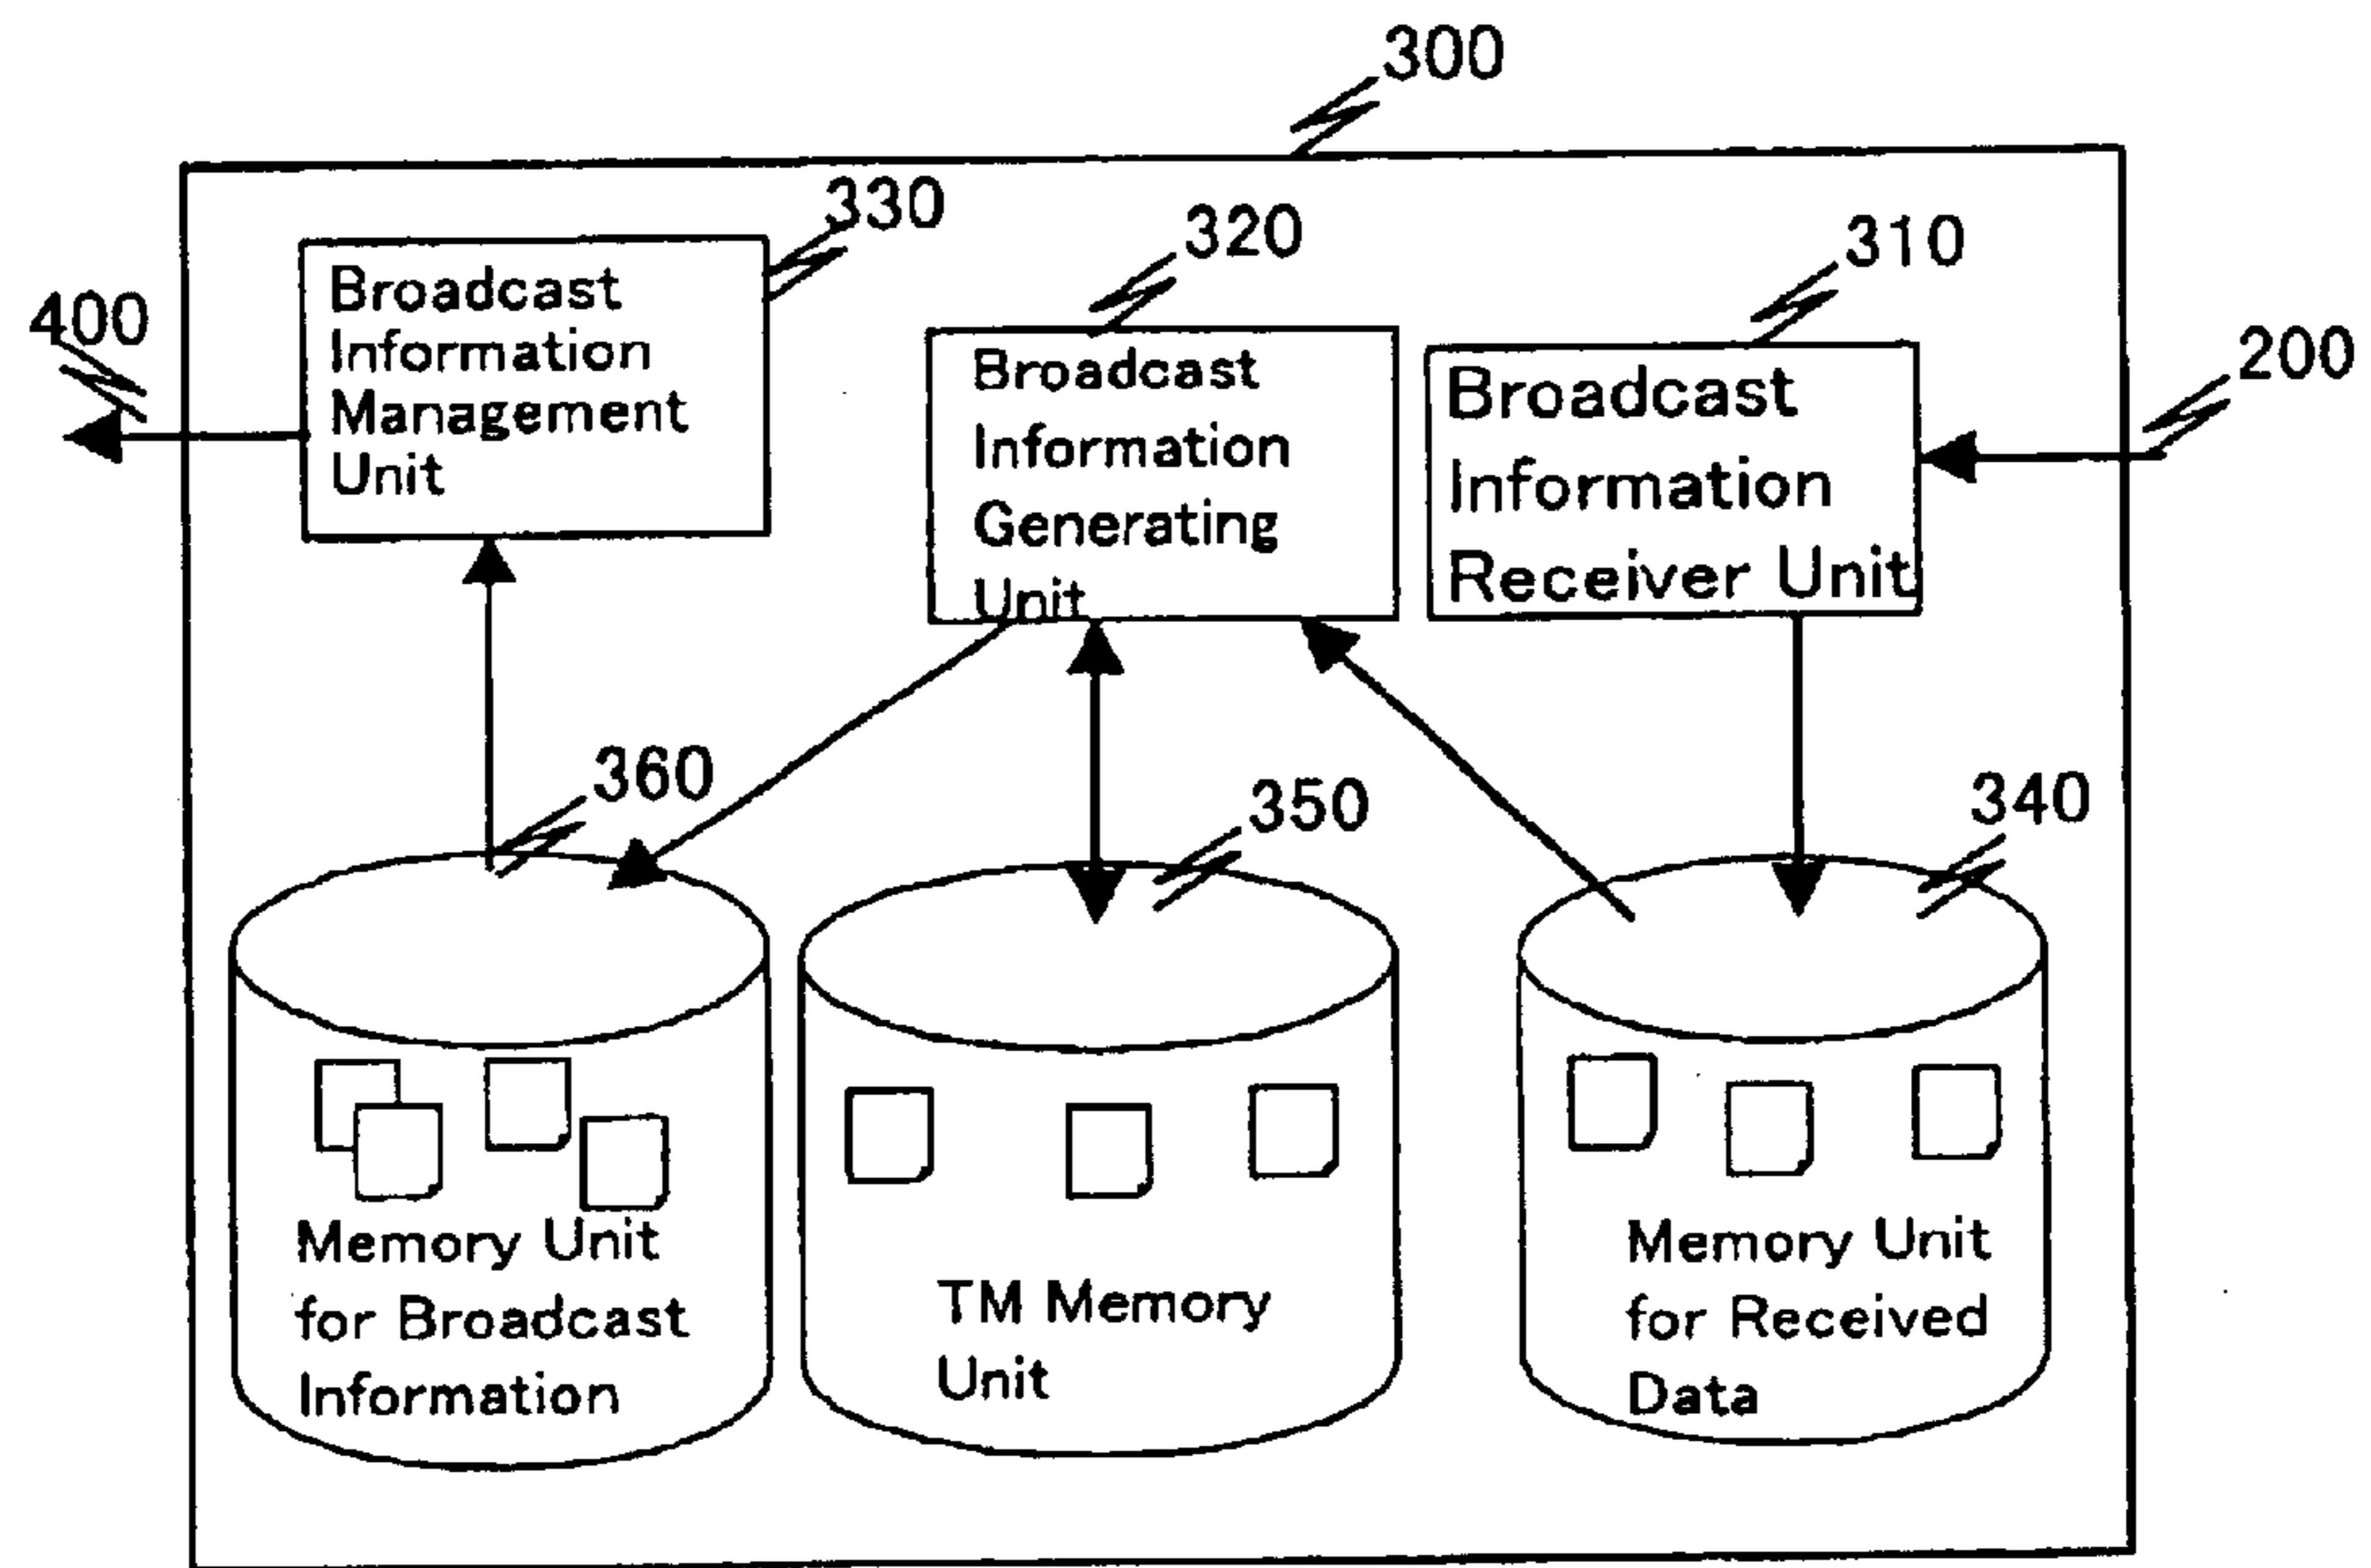 300
330
320
310
400
200
Broadcast
Information
Management
Unit
Broadcast
Information
Generating
Unit
Broadcast
Information
Receiver Unit
360
350
340
Memory Unit
for Broadcast
Information
TM Memory
Unit
Memory Unit
for Received
Data